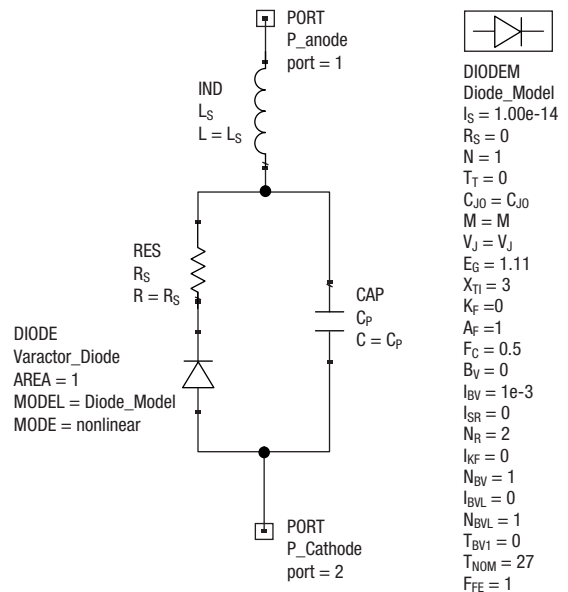 PORT
P_anode
port = 1
IND
LS
L = LS
RES
RS
R = RS
CAP
CP
C = CP
DIODE
Varactor_Diode
AREA = 1
MODEL = Diode_Model
MODE = nonlinear
PORT
P_Cathode
port = 2
DIODEM
Diode_Model
IS = 1.00e-14
RS = 0
N = 1
TT = 0
CJ0 = CJ0
M = M
VJ = VJ
EG = 1.11
XTI = 3
KF =0
AF =1
FC = 0.5
BV = 0
IBV = 1e-3
ISR = 0
NR = 2
IKF = 0
NBV = 1
IBVL = 0
NBVL = 1
TBV1 = 0
TNOM = 27
FFE = 1